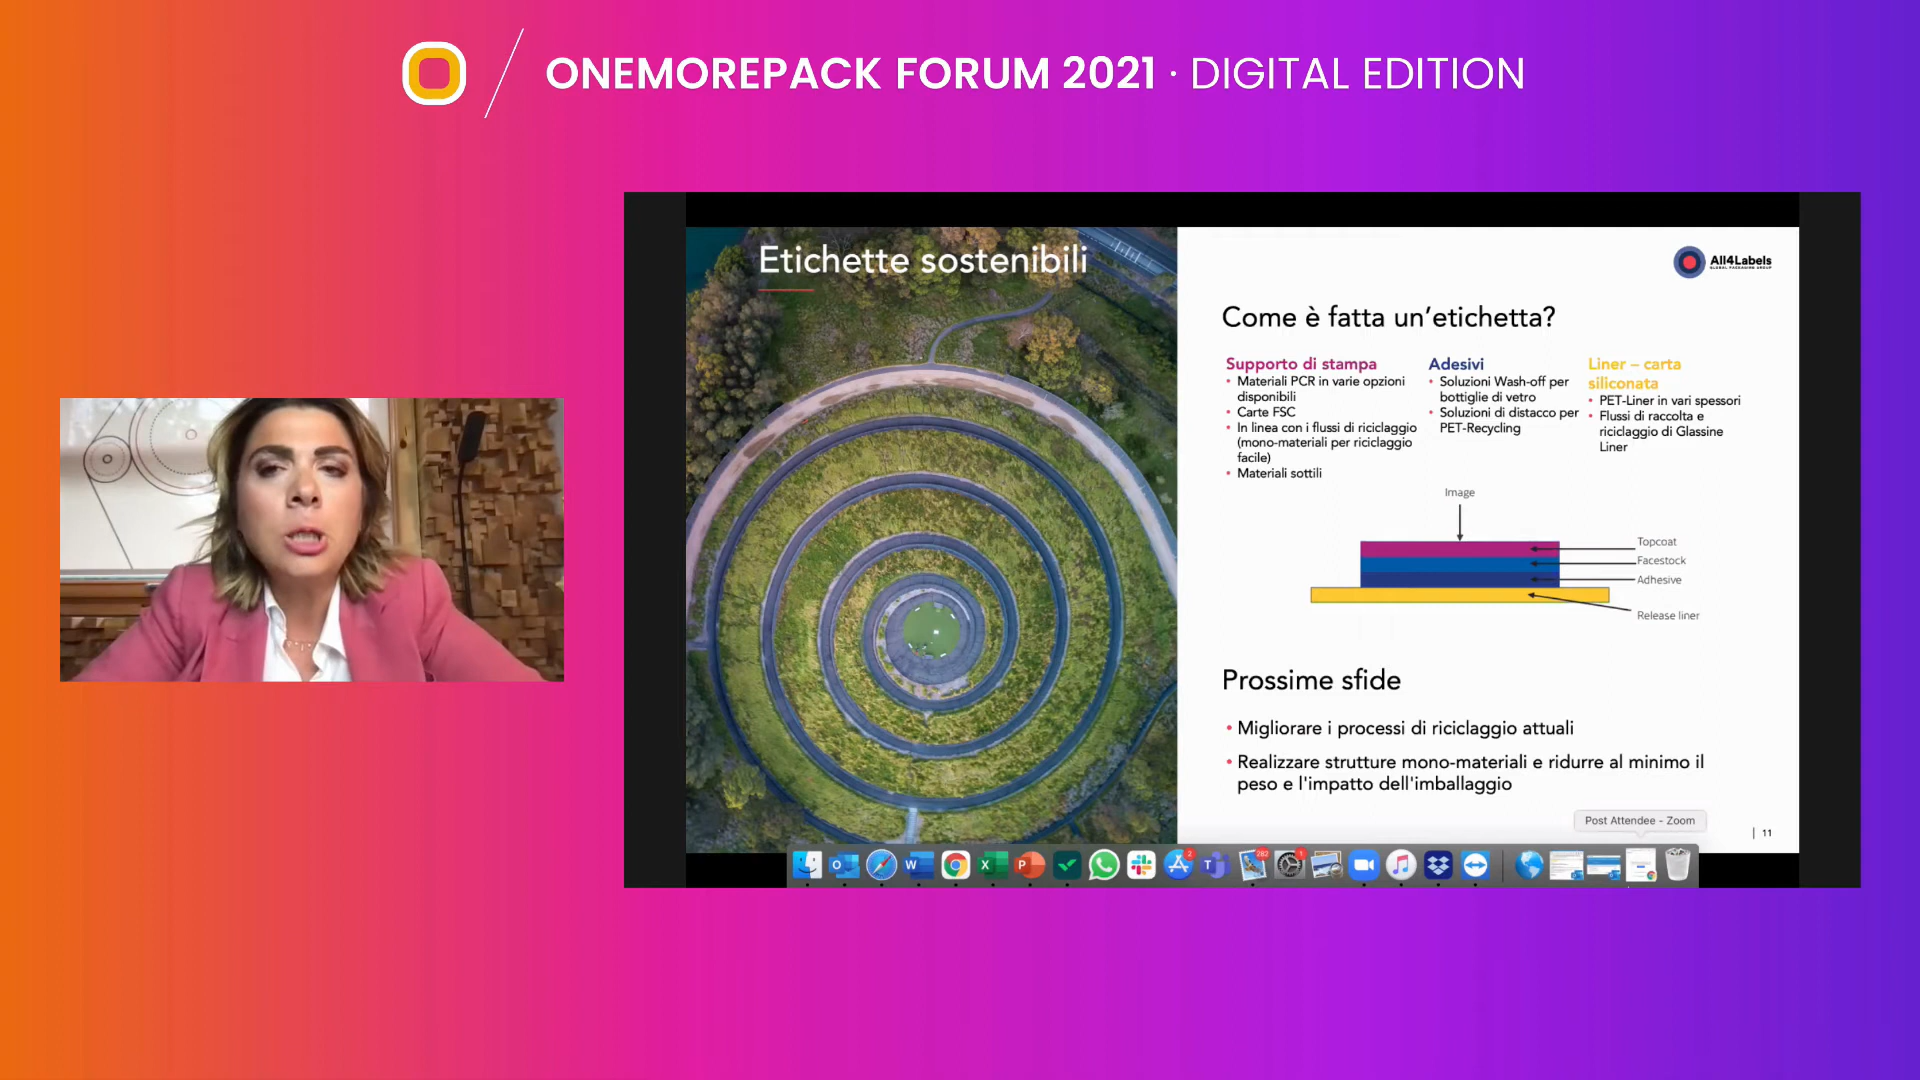 ONEMOREPACK FORUM 2021 · DIGITAL EDITION
Etichette sostenibili
All4Labels
GLOBAL PACKAGING GROUP
Come è fatta un’etichetta?
Supporto di stampa
• Materiali PCR in varie opzioni
disponibili
• Carte FSC
• In linea con i flussi di riciclaggio
(mono-materiali per riciclaggio
facile)
• Materiali sottili
Adesivi
• Soluzioni Wash-off per
bottiglie di vetro
• Soluzioni di distacco per
PET-Recycling
Liner – carta
siliconata
• PET-Liner in vari spessori
• Flussi di raccolta e
riciclaggio di Glassine
Liner
Image
Topcoat
Facestock
Adhesive
Release liner
Prossime sfide
• Migliorare i processi di riciclaggio attuali
• Realizzare strutture mono-materiali e ridurre al minimo il
peso e l'impatto dell'imballaggio
Post Attendee - Zoom
| 11